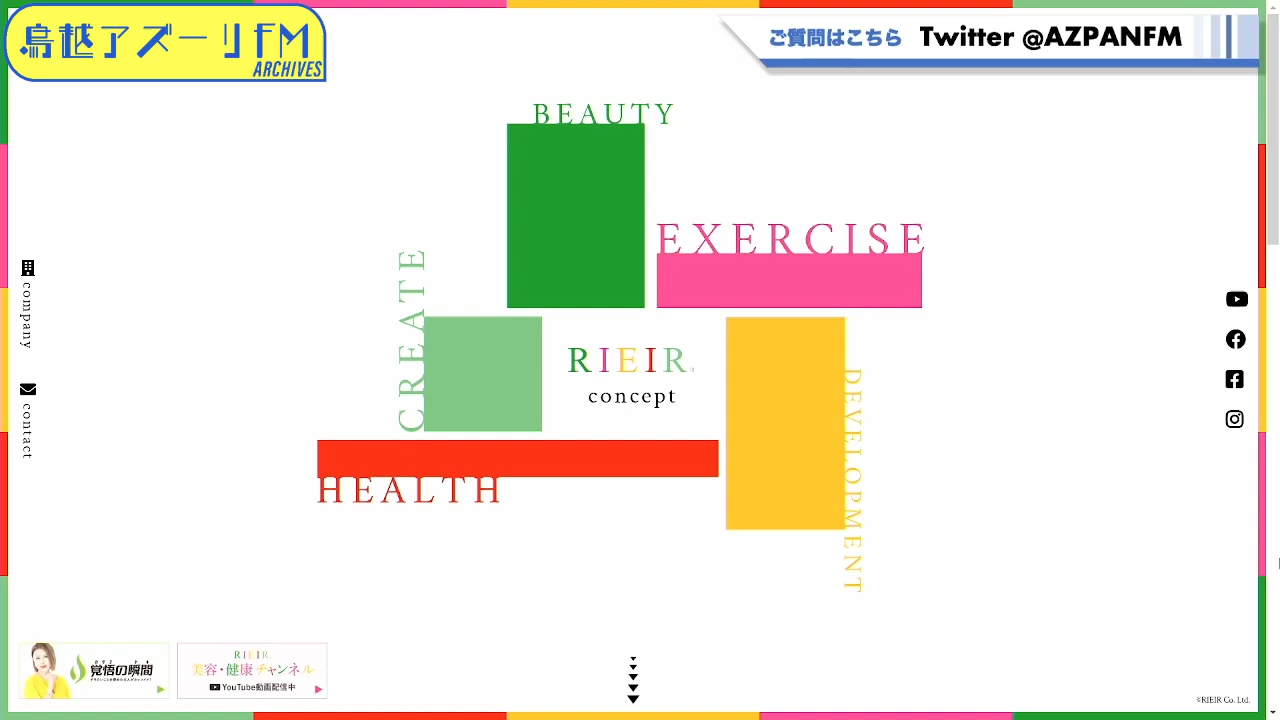 鳥越アズーリFM
ARCHIVES
ご質問はこちら Twitter @AZPANFM
BEAUTY
EXERCISE
CREATE
RIEIR
concept
DEVELOPMENT
HEALTH
company
contact
覚悟の瞬間
RIEIR
美容・健康チャンネル
YouTube動画配信中
©RIEIR Co. Ltd.